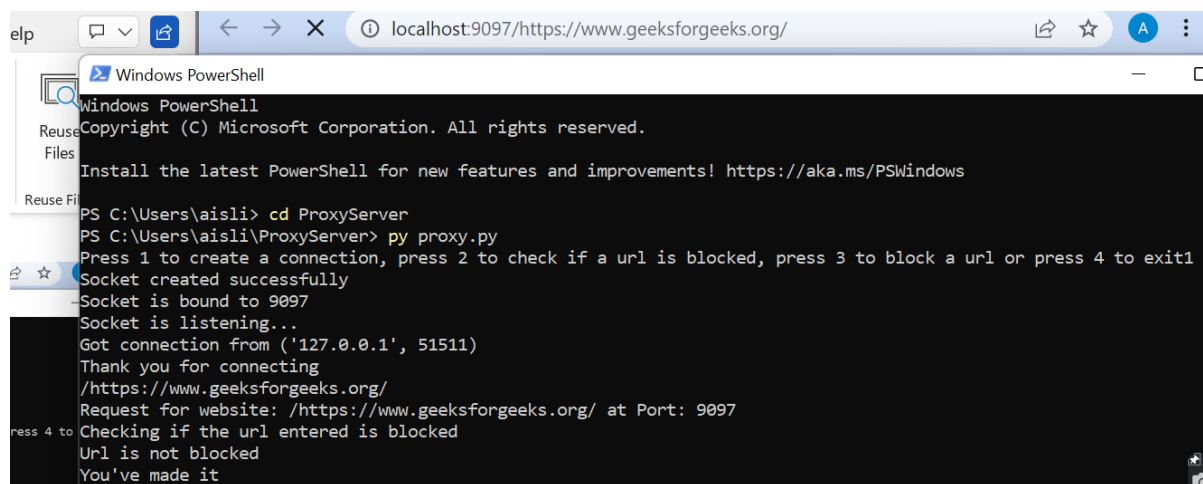 elp
localhost:9097/https://www.geeksforgeeks.org/
A
Windows PowerShell
Reuse
Files
Reuse Fi
Windows PowerShell
Copyright (C) Microsoft Corporation. All rights reserved.
Install the latest PowerShell for new features and improvements! https://aka.ms/PSWindows
PS C:\Users\aisli> cd ProxyServer
PS C:\Users\aisli\ProxyServer> py proxy.py
Press 1 to create a connection, press 2 to check if a url is blocked, press 3 to block a url or press 4 to exit1
Socket created successfully
Socket is bound to 9097
Socket is listening...
Got connection from ('127.0.0.1', 51511)
Thank you for connecting
/https://www.geeksforgeeks.org/
Request for website: /https://www.geeksforgeeks.org/ at Port: 9097
ress 4 to
Checking if the url entered is blocked
Url is not blocked
You've made it